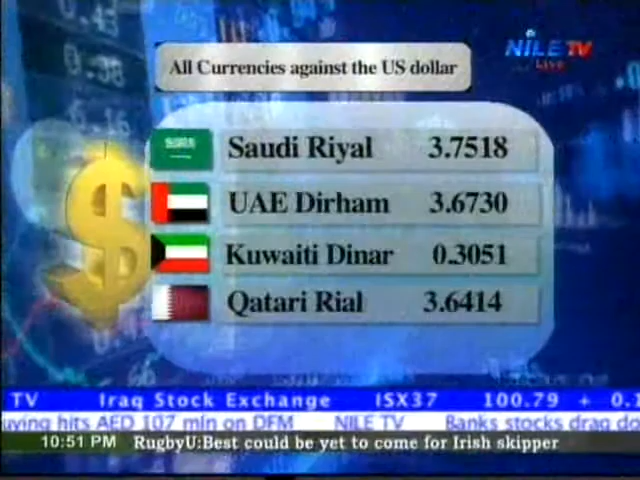 NILE TV
Live
All Currencies against the US dollar
Saudi Riyal 3.7518
UAE Dirham 3.6730
Kuwaiti Dinar 0.3051
Qatari Rial 3.6414
TV Iraq Stock Exchange ISX37 100.79 + 0.1
uying hits AED 107 mln on DFM NILE TV Banks stocks drag do
10:51 PM RugbyU:Best could be yet to come for Irish skipper